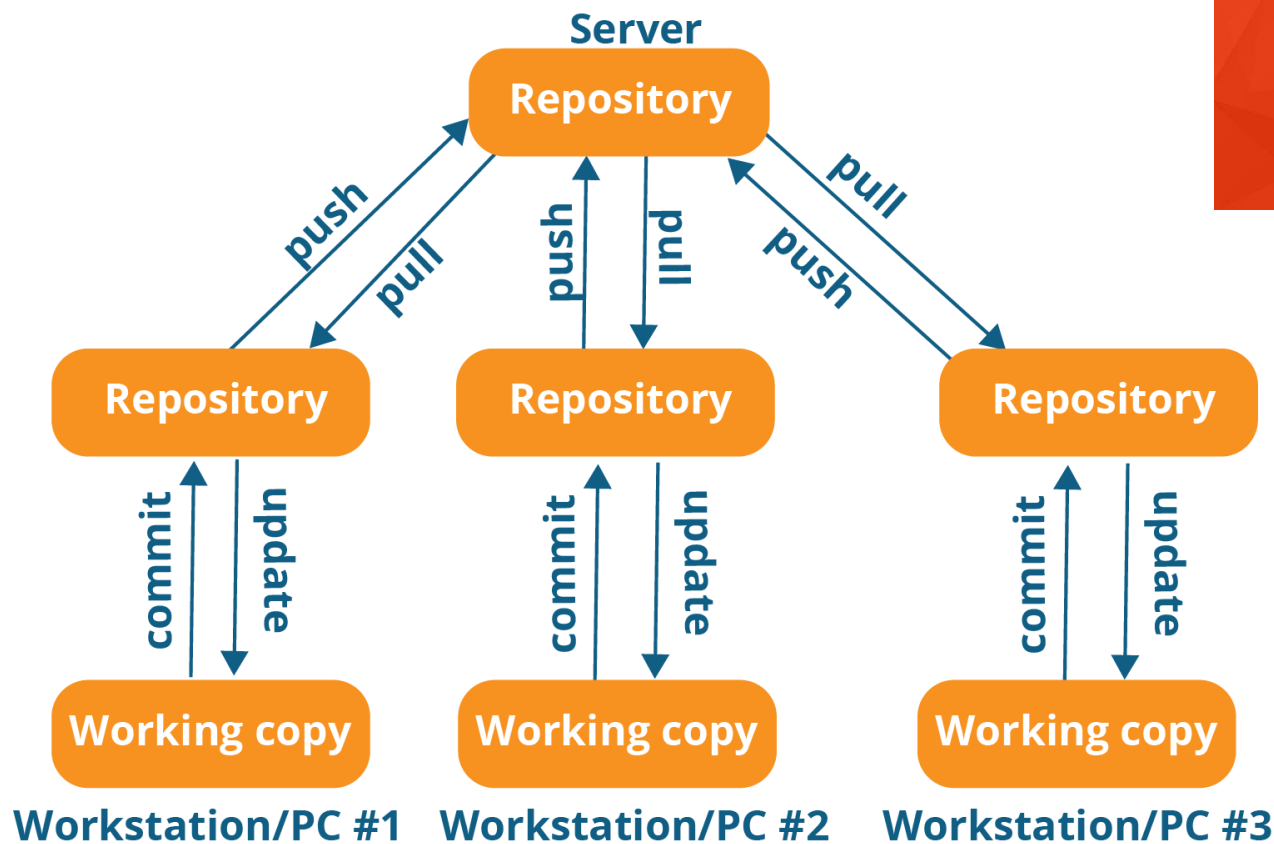 Server
Repository
push
pull
push
pull
push
pull
Repository
Repository
Repository
commit
update
commit
update
commit
update
Working copy
Working copy
Working copy
Workstation/PC #1
Workstation/PC #2
Workstation/PC #3